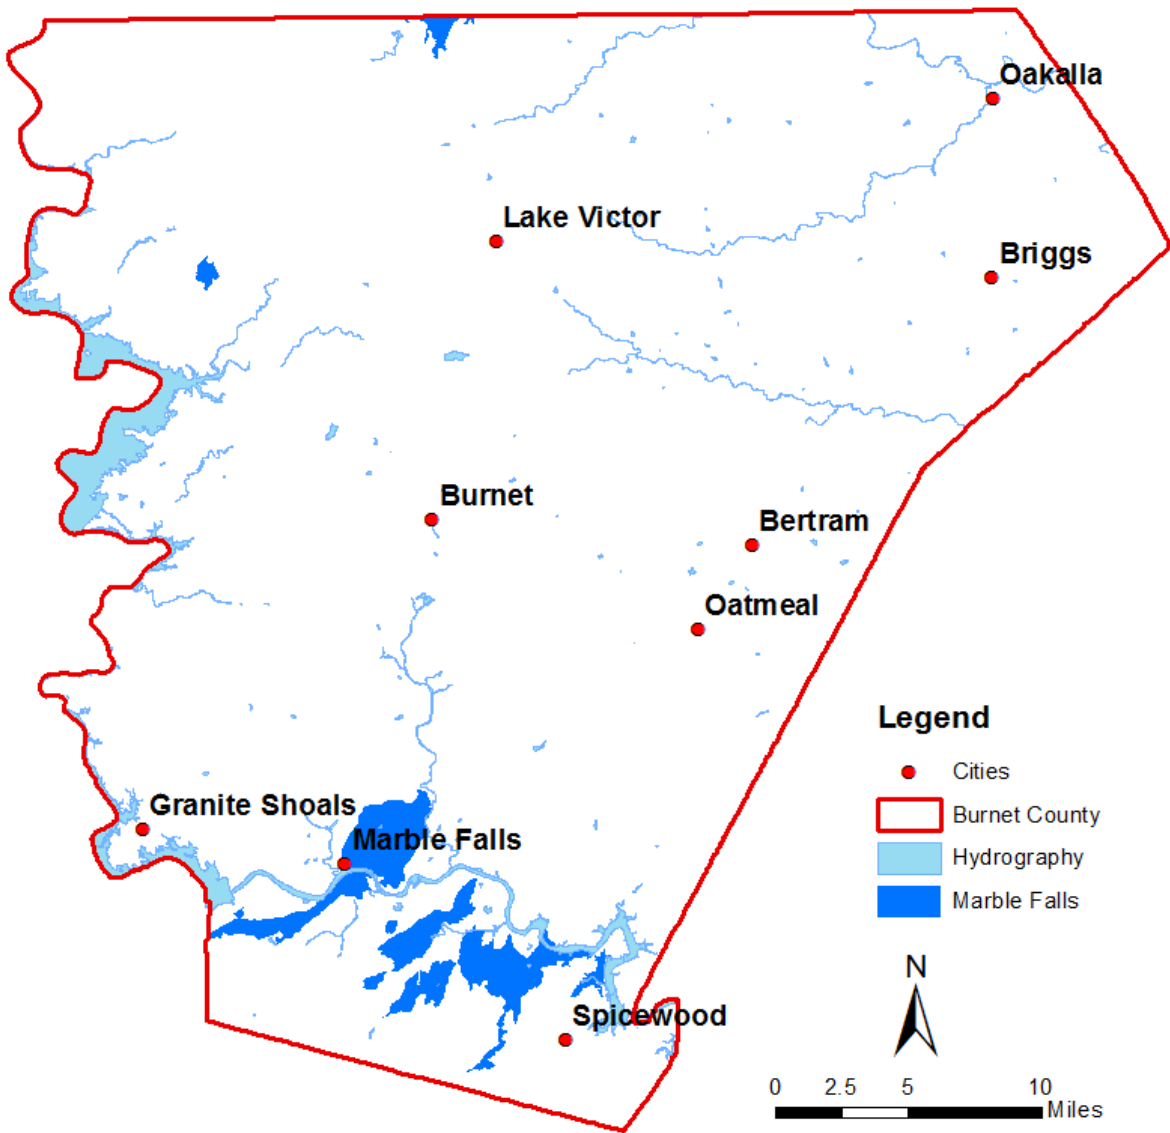 Oakalla
Lake Victor
Briggs
Burnet
Bertram
Oatmeal
Granite Shoals
Marble Falls
Spicewood
Legend
Cities
Burnet County
Hydrography
Marble Falls
N
0 2.5 5 10
Miles